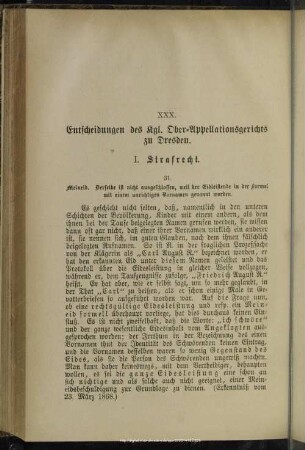 XXX.
Entscheidungen des Kgl. Ober-Appellationsgerichts
zu Dresden.
I. Strafrecht.
III.
Meineid. Derselbe ist nicht ausgeschlossen, weil der Eidleistende in der Formel
mit einem unrichtigen Vornamen genannt worden.
Es geschieht nicht selten, daß, namentlich in den unteren
Schichten der Bevölkerung, Kinder mit einem andern, als dem
ihnen in der Taufe beigelegten Namen gerufen werden, sie wissen
dann oft gar nicht, daß einer ihrer Vornamen wirklich ein anderer
ist, sie nennen sich, im guten Glauben, nach dem ihnen fälschlich
beigelegten Rufnamen. So ist R. in der fraglichen Proceßsache
von der Klägerin als „Carl August R." bezeichnet worden, er
hat den erkannten Eid unter diesem Namen geleistet und das
Protokoll über die Eidesleistung in gleicher Weise vollzogen,
während er, den Taufzeugnisse zufolge, „Friedrich August R."
heißt. Er hat aber, wie er selbst sagt, um so mehr geglaubt, in
der That „Carl" zu heißen, als er schon einige Male in Ge-
vatterbriefen so aufgeführt worden war. Auf die Frage nun,
ob eine rechtsgültige Eidesleistung und resp. ein Mein-
eid formell überhaupt vorliege, hat dies jedoch keinen Ein-
fluß. Es ist nicht zweifelhaft, daß die Worte: „ich schwöre"
und der ganze wesentliche Eidesinhalt vom Angeklagten aus-
gesprochen worden; der Irrthum in der Bezeichnung des einen
Vornamens thut der Identität des Schwörenden keinen Eintrag,
und die Vornamen desselben waren so wenig Gegenstand des
Eides, als sie die Person des Schwörenden ungewiß machten.
Man kann daher keineswegs, mit dem Vertheidiger, behaupten
wollen, es sei die ganze Eidesleistung eine schon an
sich nichtige und als solche auch nicht geeignet, einer Mein-
eidsbeschuldigung zur Grundlage zu dienen. (Erkenntniß vom
23. März 1868.)